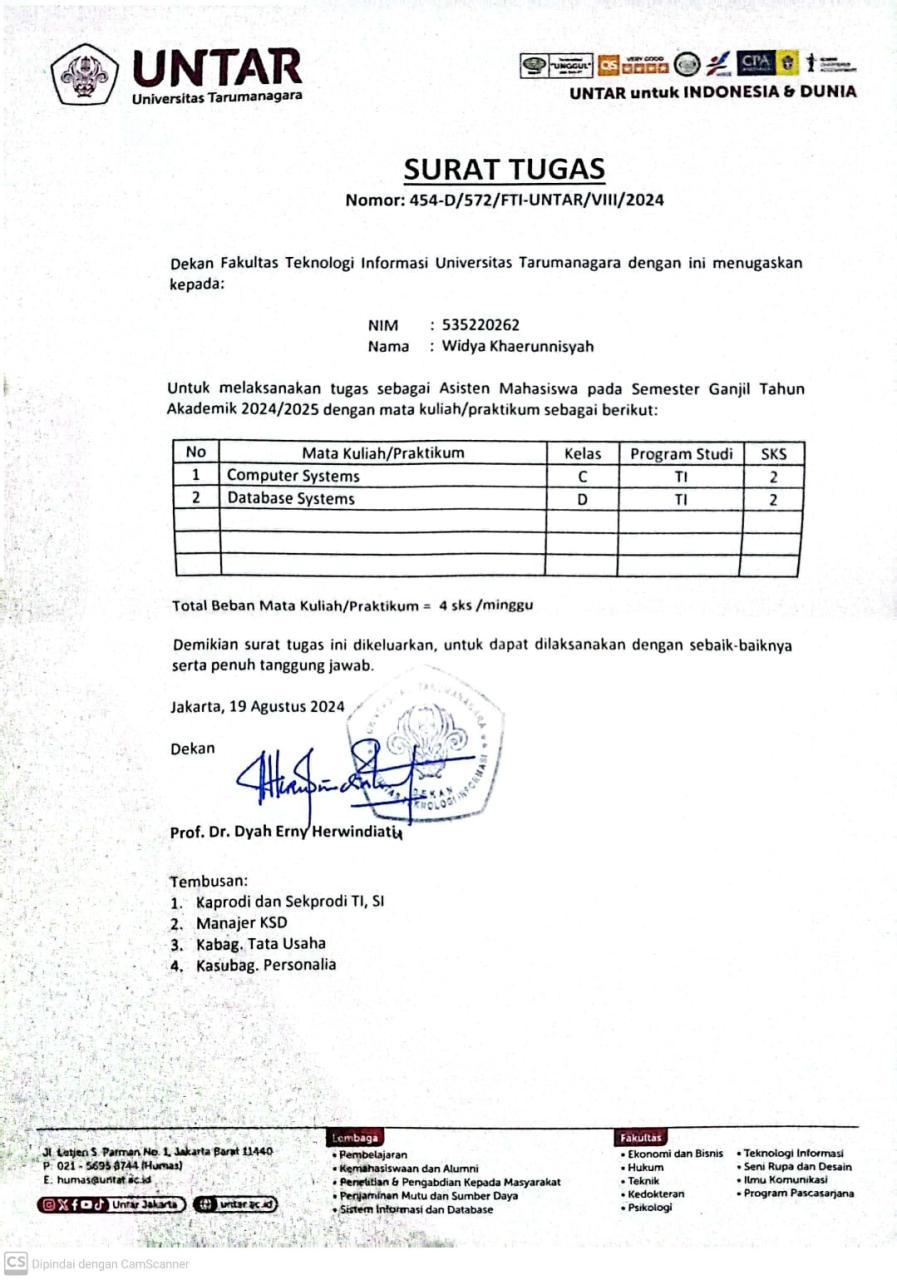 UNTAR
Universitas Tarumanagara
"UNGGUL"
QS
VERY GOOD
CPA
UNTAR untuk INDONESIA & DUNIA
SURAT TUGAS
Nomor: 454-D/572/FTI-UNTAR/VIII/2024
Dekan Fakultas Teknologi Informasi Universitas Tarumanagara dengan ini menugaskan
kepada:
NIM : 535220262
Nama : Widya Khaerunnisyah
Untuk melaksanakan tugas sebagai Asisten Mahasiswa pada Semester Ganjil Tahun
Akademik 2024/2025 dengan mata kuliah/praktikum sebagai berikut:
No Mata Kuliah/Praktikum Kelas Program Studi SKS
1 Computer Systems C TI 2
2 Database Systems D TI 2
Total Beban Mata Kuliah/Praktikum = 4 sks /minggu
Demikian surat tugas ini dikeluarkan, untuk dapat dilaksanakan dengan sebaik-baiknya
serta penuh tanggung jawab.
Jakarta, 19 Agustus 2024
TARUMANAGARA
Dekan
DEKAN
TEKNOLOGI INFORMASI
Prof. Dr. Dyah Erny Herwindiati
Tembusan:
1. Kaprodi dan Sekprodi TI, SI
2. Manajer KSD
3. Kabag. Tata Usaha
4. Kasubag. Personalia
Jl. Letjen S. Parman No. 1, Jakarta Barat 11440
P: 021 - 5695 8744 (Humas)
E: humas@untar.ac.id
Untar Jakarta
untar.ac.id
Lembaga
• Pembelajaran
• Kemahasiswaan dan Alumni
• Penelitian & Pengabdian Kepada Masyarakat
• Penjaminan Mutu dan Sumber Daya
• Sistem Informasi dan Database
Fakultas
• Ekonomi dan Bisnis
• Hukum
• Teknik
• Kedokteran
• Psikologi
• Teknologi Informasi
• Seni Rupa dan Desain
• Ilmu Komunikasi
• Program Pascasarjana
CS Dipindai dengan CamScanner